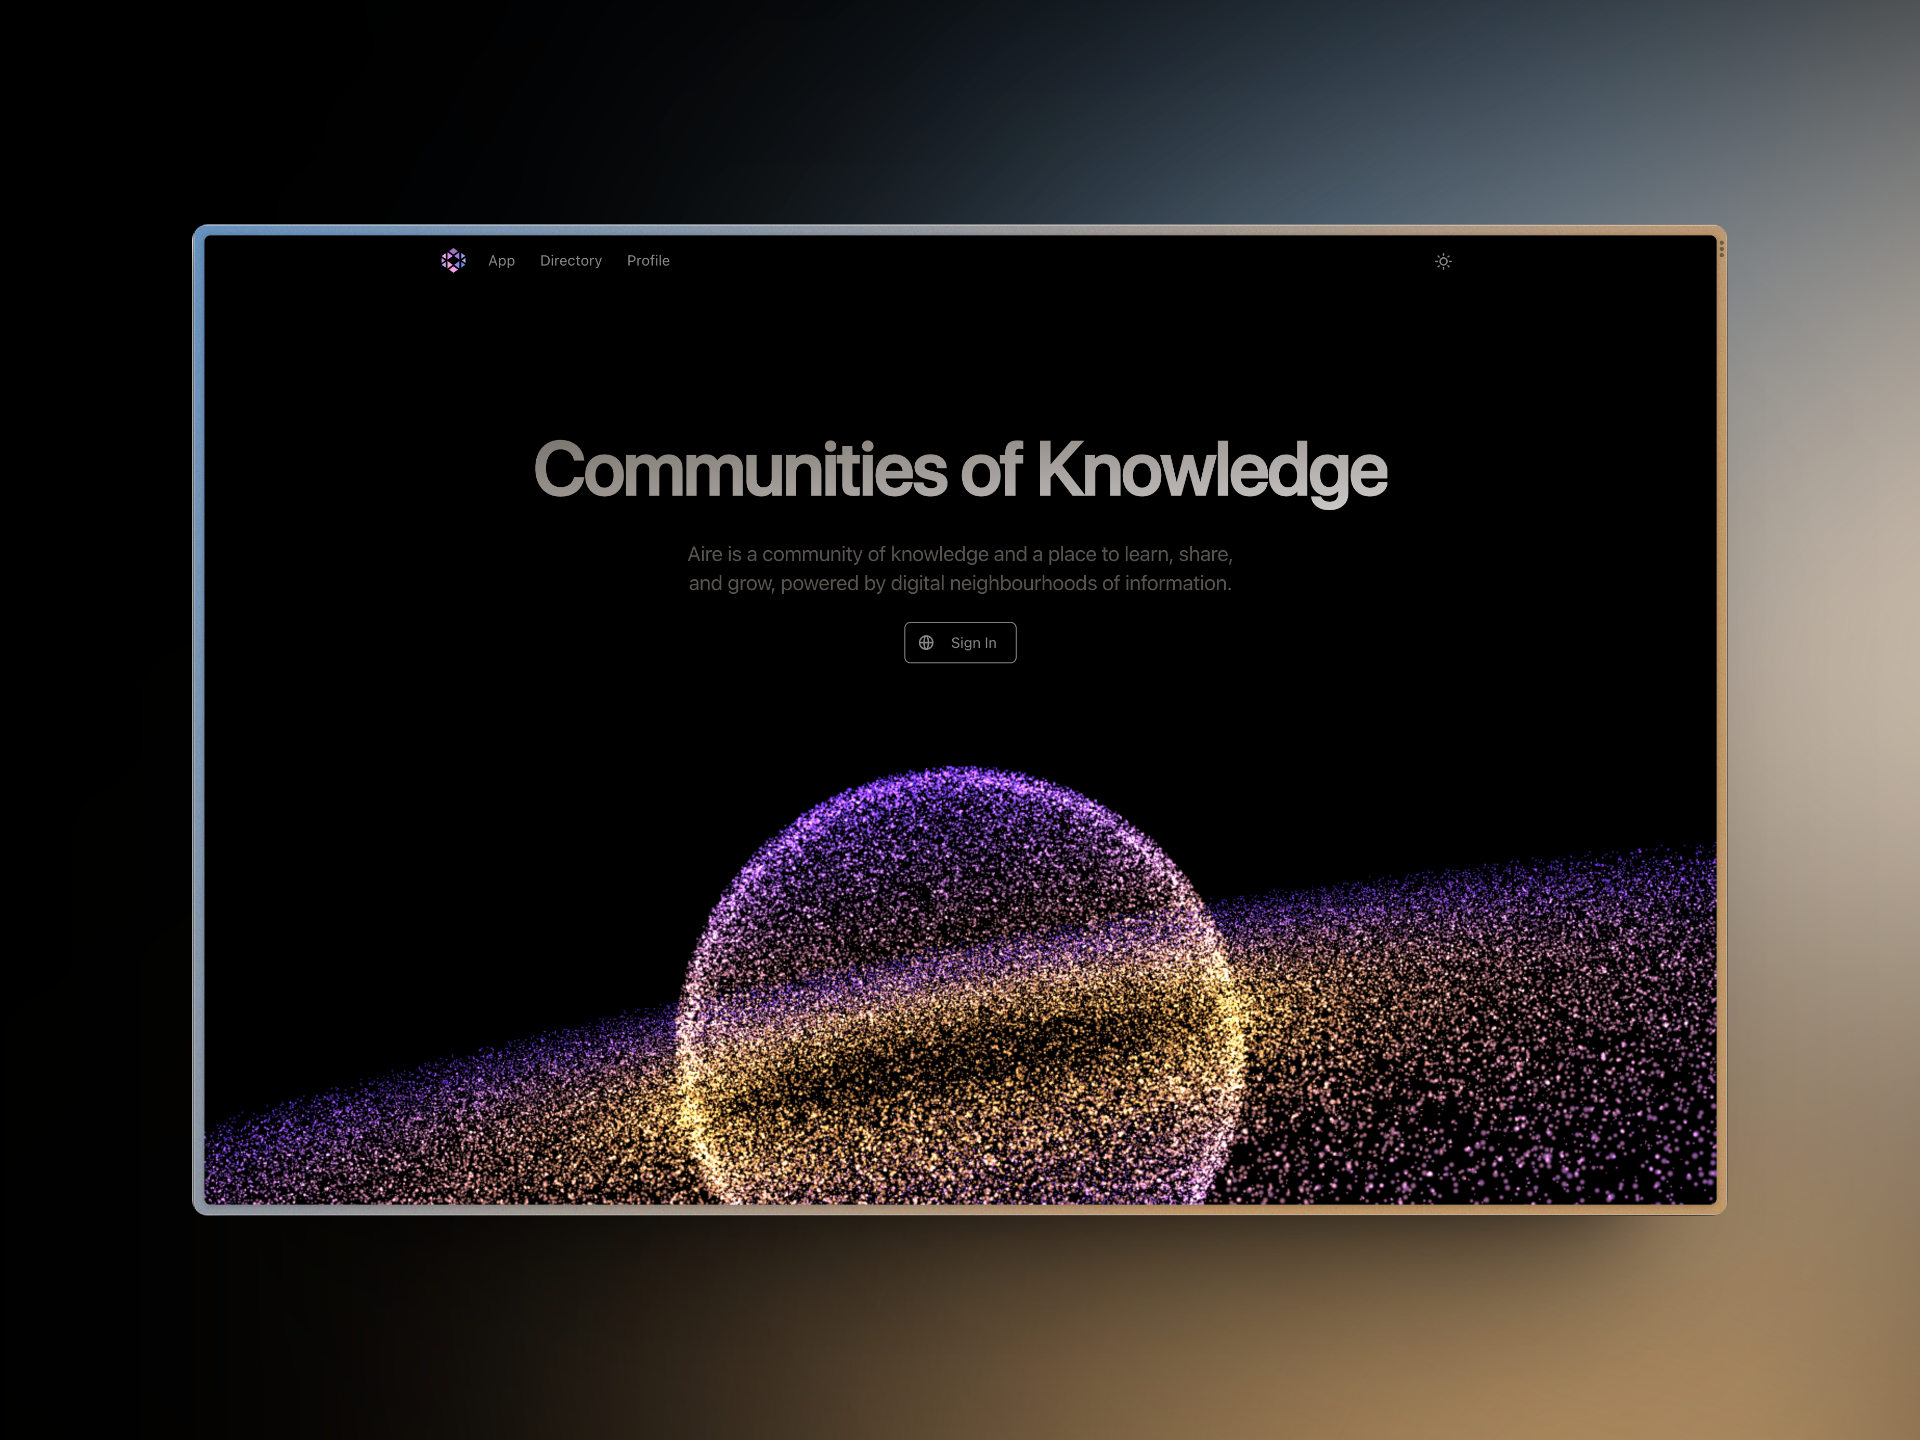 App
Directory
Profile
Communities of Knowledge
Aire is a community of knowledge and a place to learn, share,
and grow, powered by digital neighbourhoods of information.
Sign In